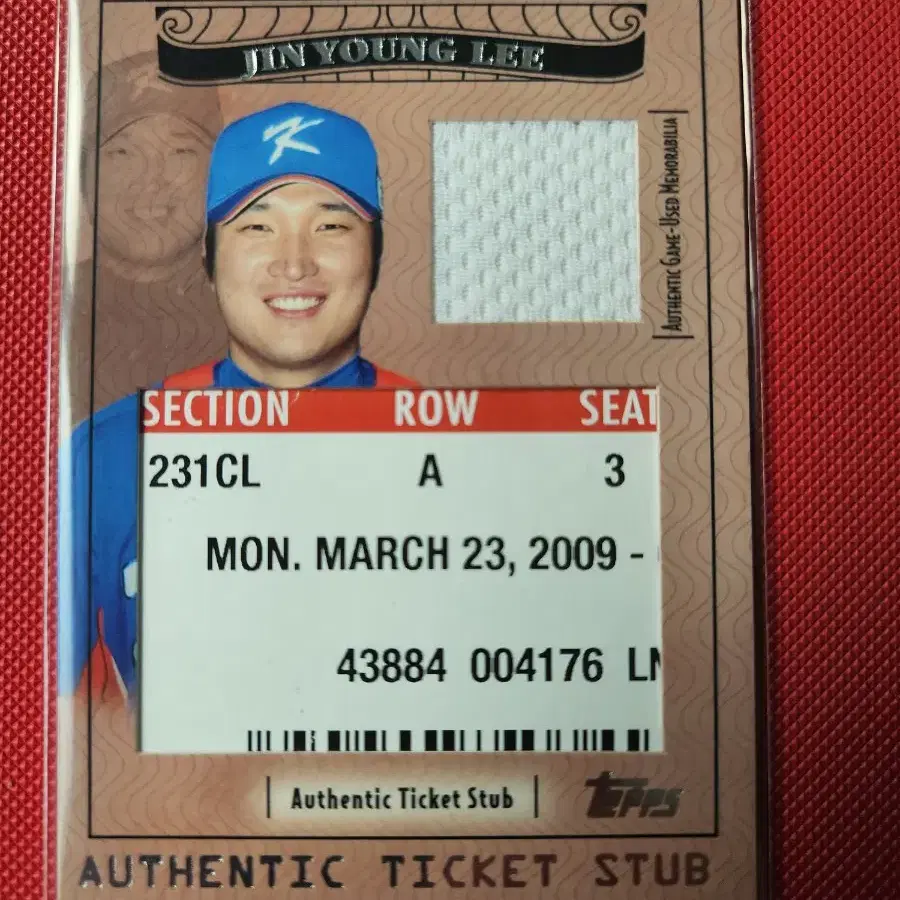 JIN YOUNG LEE
K
AUTHENTIC GAME-USED MEMORABILIA
SECTION ROW SEAT
231CL A 3
MON. MARCH 23, 2009 -
43884 004176 LN
Authentic Ticket Stub
Topps
AUTHENTIC TICKET STUB